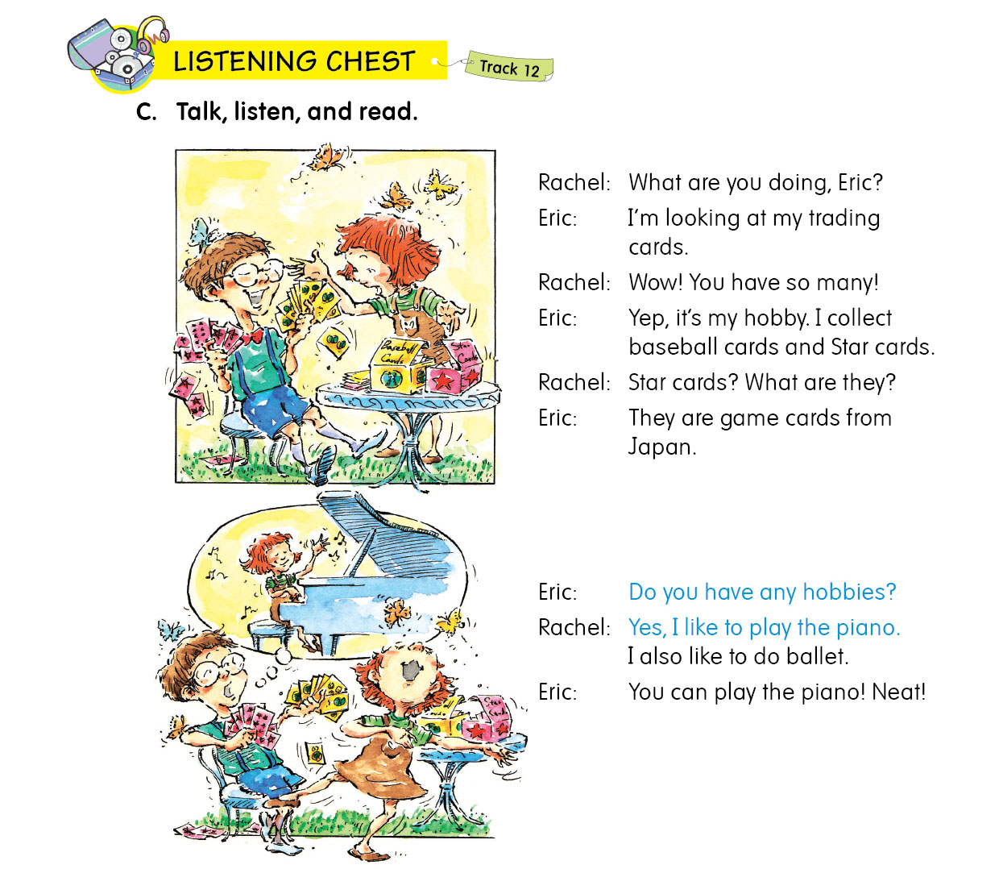 LISTENING CHEST
Track 12
C. Talk, listen, and read.
Rachel: What are you doing, Eric?
Eric: I'm looking at my trading
cards.
Rachel: Wow! You have so many!
Eric: Yep, it's my hobby. I collect
baseball cards and Star cards.
Rachel: Star cards? What are they?
Eric: They are game cards from
Japan.
Baseball
Cards
Star
Cards
Eric: Do you have any hobbies?
Rachel: Yes, I like to play the piano.
I also like to do ballet.
Eric: You can play the piano! Neat!
Star
Cards